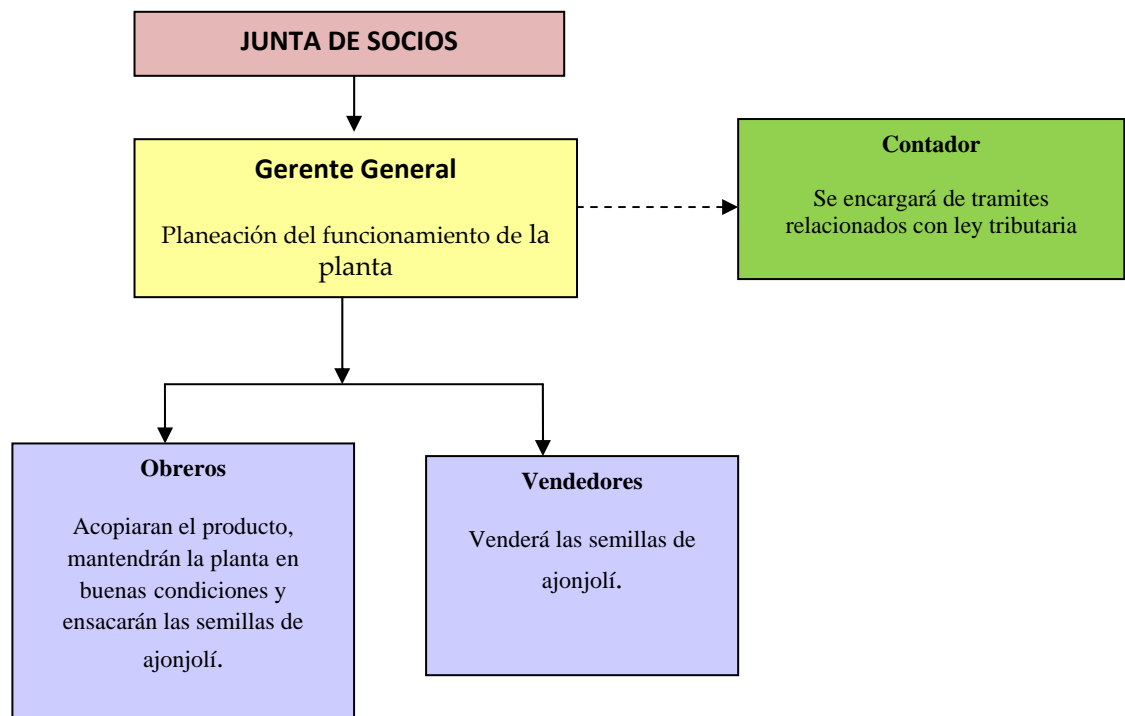 JUNTA DE SOCIOS
Gerente General
Planeación del funcionamiento de la
planta
Contador
Se encargará de tramites
relacionados con ley tributaria
Obreros
Acopiaran el producto,
mantendrán la planta en
buenas condiciones y
ensacarán las semillas de
ajonjolí.
Vendedores
Venderá las semillas de
ajonjolí.